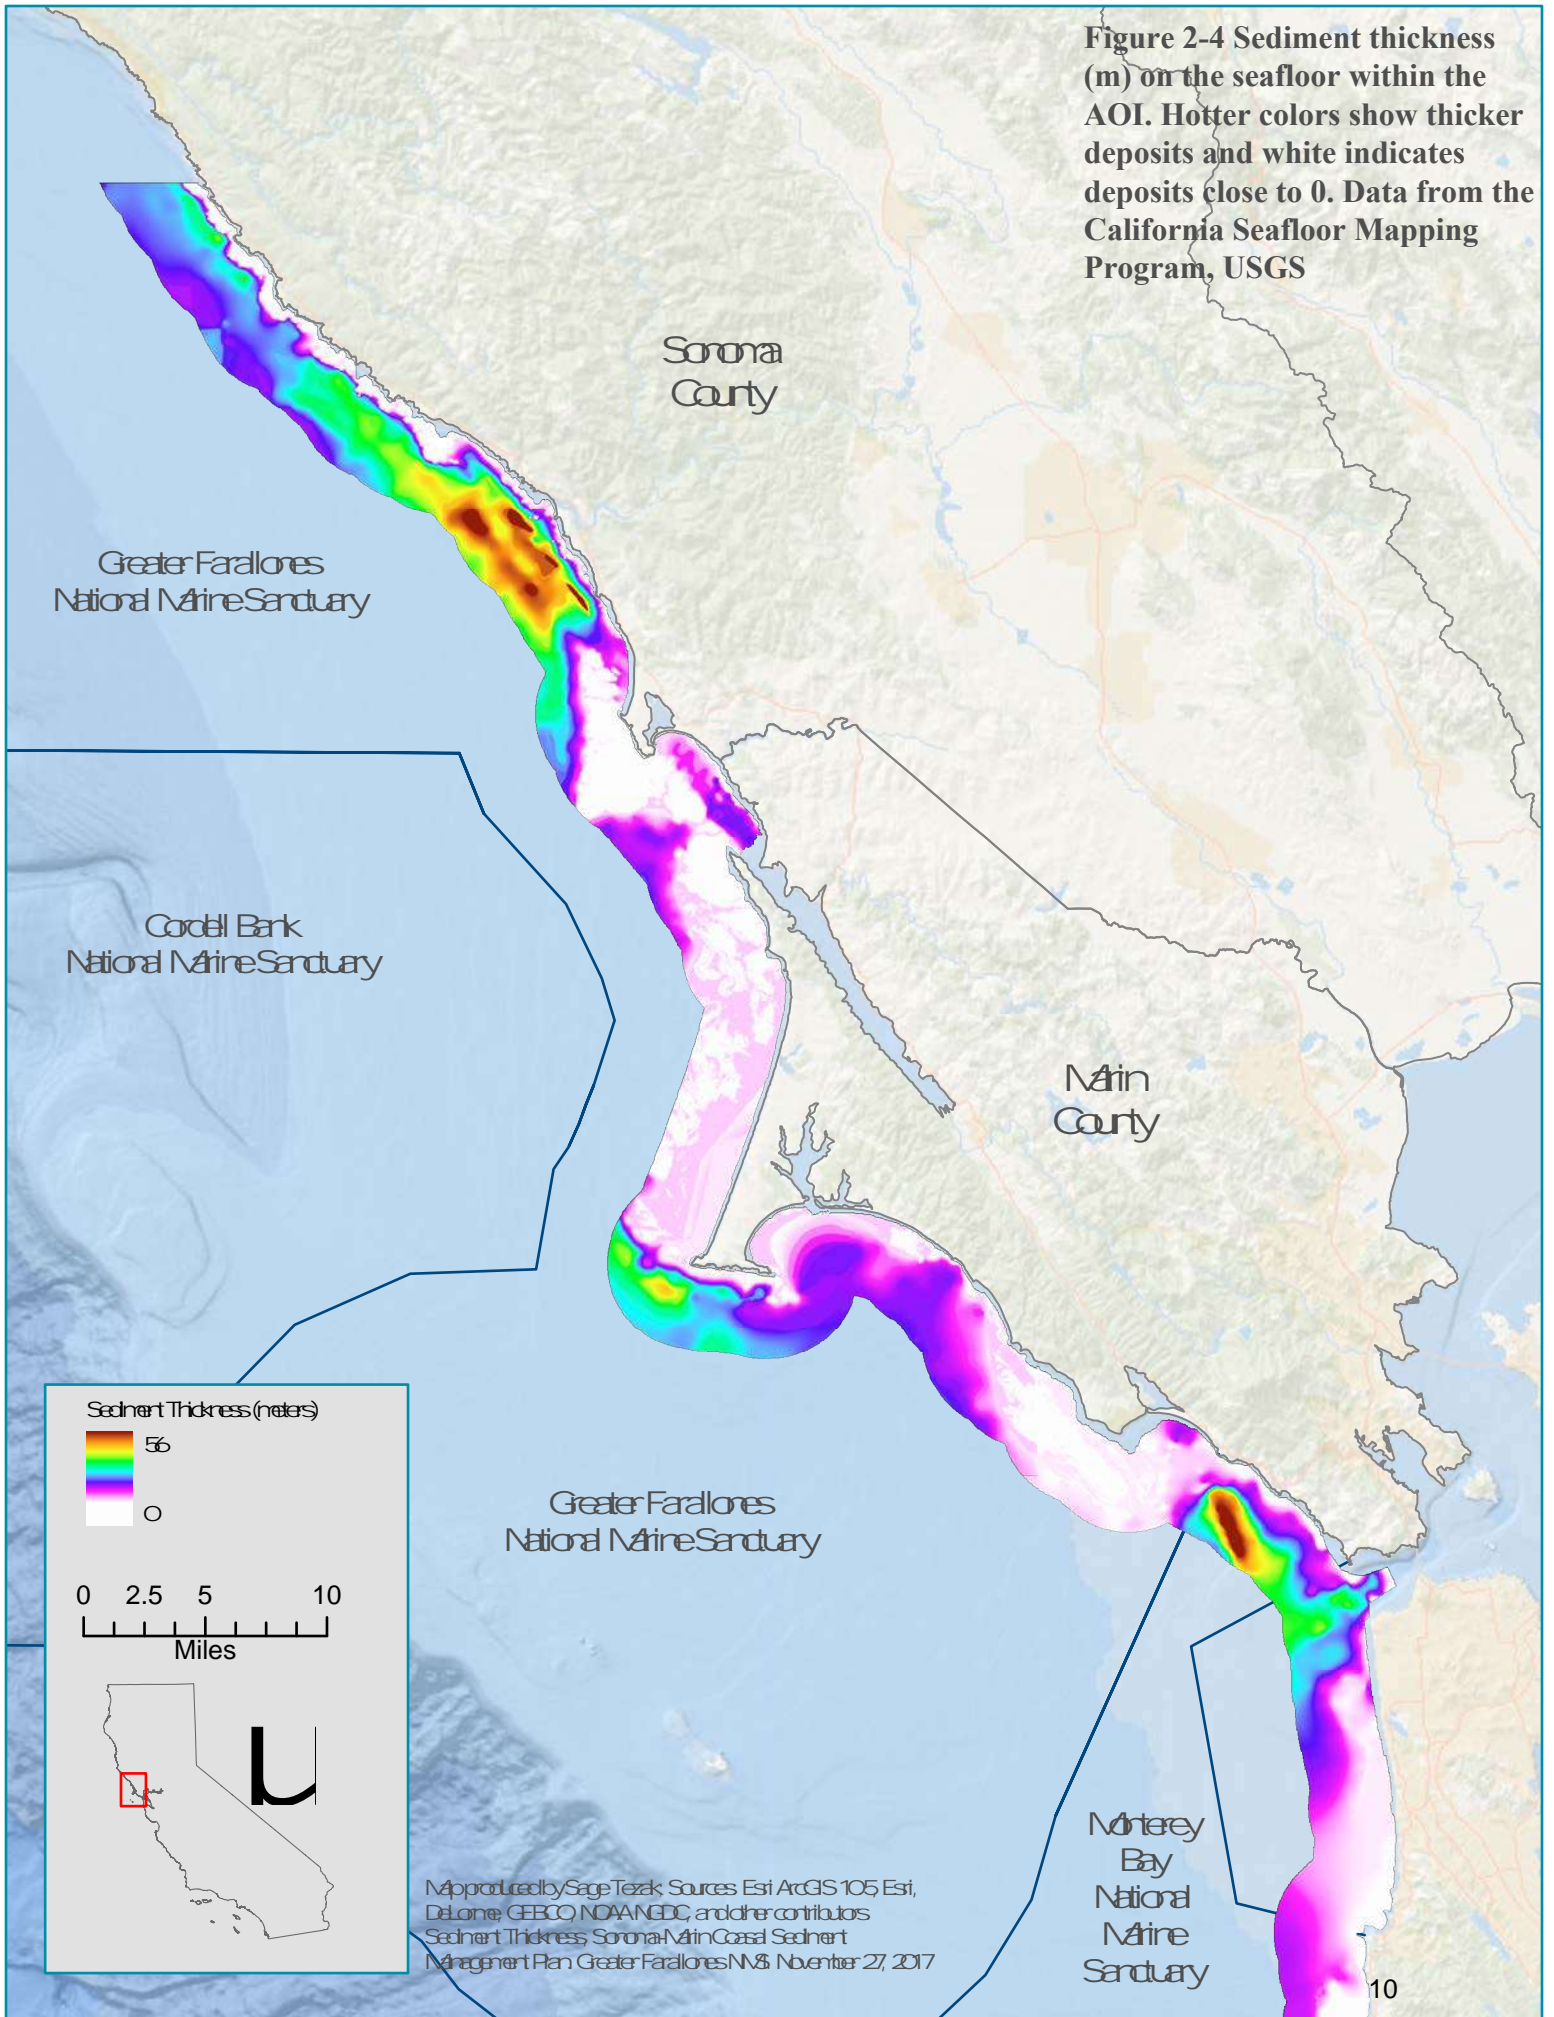 Figure 2-4 Sediment thickness
(m) on the seafloor within the
AOI. Hotter colors show thicker
deposits and white indicates
deposits close to 0. Data from the
California Seafloor Mapping
Program, USGS
Sonoma
County
Greater Farallones
National Marine Sanctuary
Cordell Bank
National Marine Sanctuary
Marin
County
Sediment Thickness (meters)
56
0
Greater Farallones
National Marine Sanctuary
0 2.5 5 10
Miles
Monterey
Bay
National
Marine
Sanctuary
Map produced by Sage Tezak; Sources: Esri ArcGIS 10.5, Esri,
DeLorme, GEBCO, NOAA NGDC, and other contributors
Sediment Thickness, Sonoma-Marin Coasal Sediment
Management Plan. Greater Farallones NMS. November 27, 2017
10